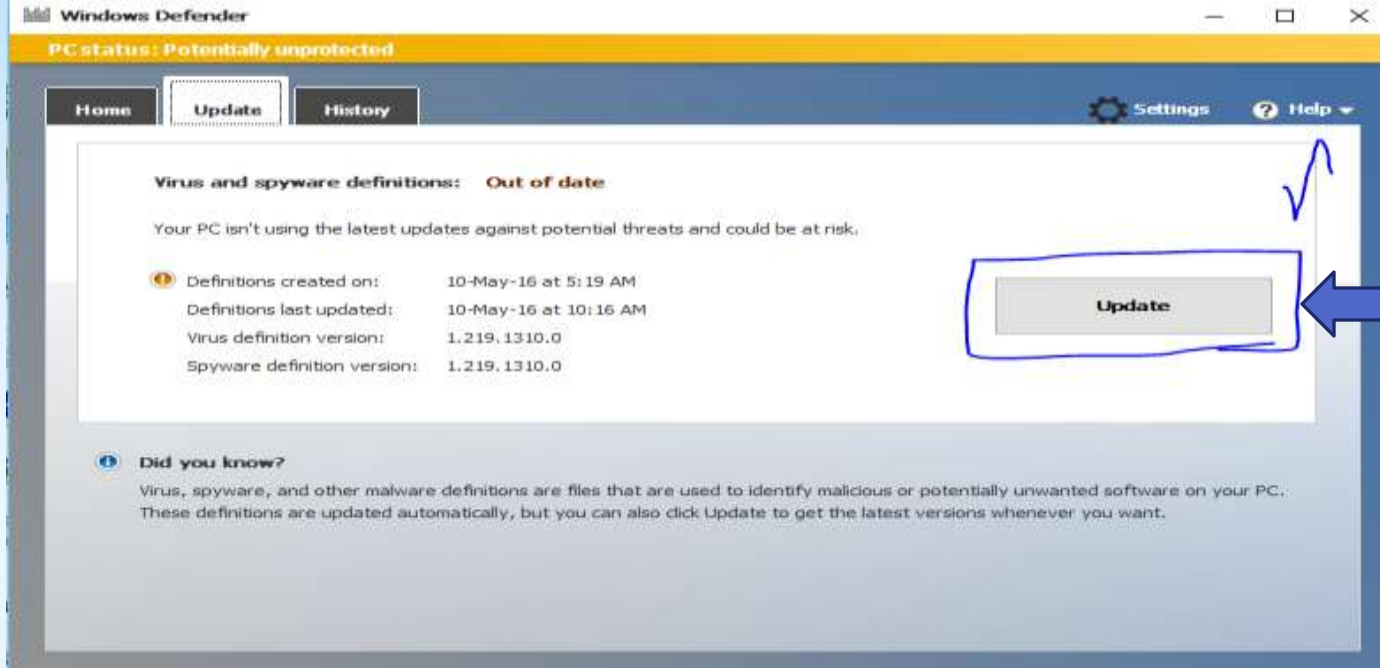 Windows Defender
PC status: Potentially unprotected
Home Update History Settings Help
Virus and spyware definitions: Out of date
Your PC isn't using the latest updates against potential threats and could be at risk.
Definitions created on: 10-May-16 at 5:19 AM
Definitions last updated: 10-May-16 at 10:16 AM
Virus definition version: 1.219.1310.0
Spyware definition version: 1.219.1310.0
Update
Did you know?
Virus, spyware, and other malware definitions are files that are used to identify malicious or potentially unwanted software on your PC.
These definitions are updated automatically, but you can also click Update to get the latest versions whenever you want.